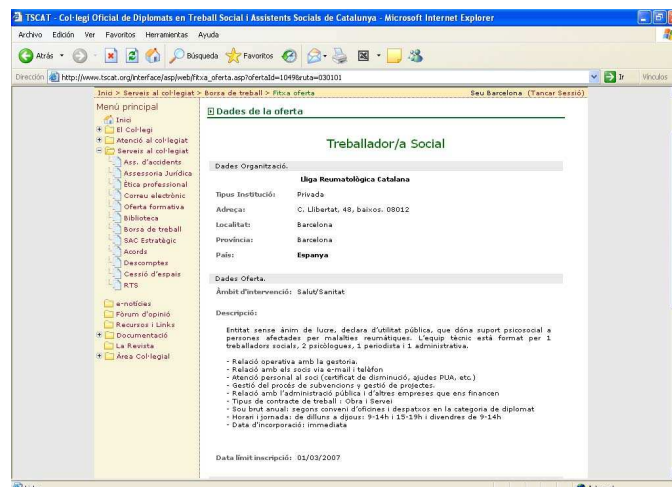 TSCAT - Col·legi Oficial de Diplomats en Treball Social i Assistents Socials de Catalunya - Microsoft Internet Explorer
Archivo Edición Ver Favoritos Herramientas Ayuda
Atrás Búsqueda Favoritos
Dirección http://www.tscat.org/interface/asp/web/fitxa_oferta.asp?ofertaId=1049&ruta=030101 Ir Vínculos
Inici > Serveis al col·legiat > Borsa de treball > Fitxa oferta Seu Barcelona (Tancar Sessió)
Menú principal
Inici
El Col·legi
Atenció al col·legiat
Serveis al col·legiat
Ass. d'accidents
Assessoria Jurídica
Ètica professional
Correu electrònic
Oferta formativa
Biblioteca
Borsa de treball
SAC Estratègic
Acords
Descomptes
Cessió d'espais
RTS
e-notícies
Fòrum d'opinió
Recursos i Links
Documentació
La Revista
Àrea Col·legial
Dades de la oferta
Treballador/a Social
Dades Organització.
Lliga Reumatològica Catalana
Tipus Institució: Privada
Adreça: C. Llibertat, 48, baixos. 08012
Localitat: Barcelona
Província: Barcelona
País: Espanya
Dades Oferta.
Àmbit d'intervenció: Salut/Sanitat
Descripció:
Entitat sense ànim de lucre, declara d'utilitat pública, que dóna suport psicosocial a
persones afectades per malalties reumàtiques. L'equip tècnic està format per 1
treballadors socials, 2 psicòlogues, 1 periodista i 1 administrativa.
- Relació operativa amb la gestoria.
- Relació amb els socis via e-mail i telèfon
- Atenció personal al soci (certificat de disminució, ajudes PUA, etc.)
- Gestió del procés de subvencions y gestió de projectes.
- Relació amb l'administració pública i d'altres empreses que ens financen
- Tipus de contracte de treball : Obra i Servei
- Sou brut anual: segons conveni d'oficines i despatxos en la categoria de diplomat
- Horari i jornada: de dilluns a dijous: 9-14h i 15-19h i divendres de 9-14h
- Data d'incorporació: immediata
Data límit inscripció: 01/03/2007